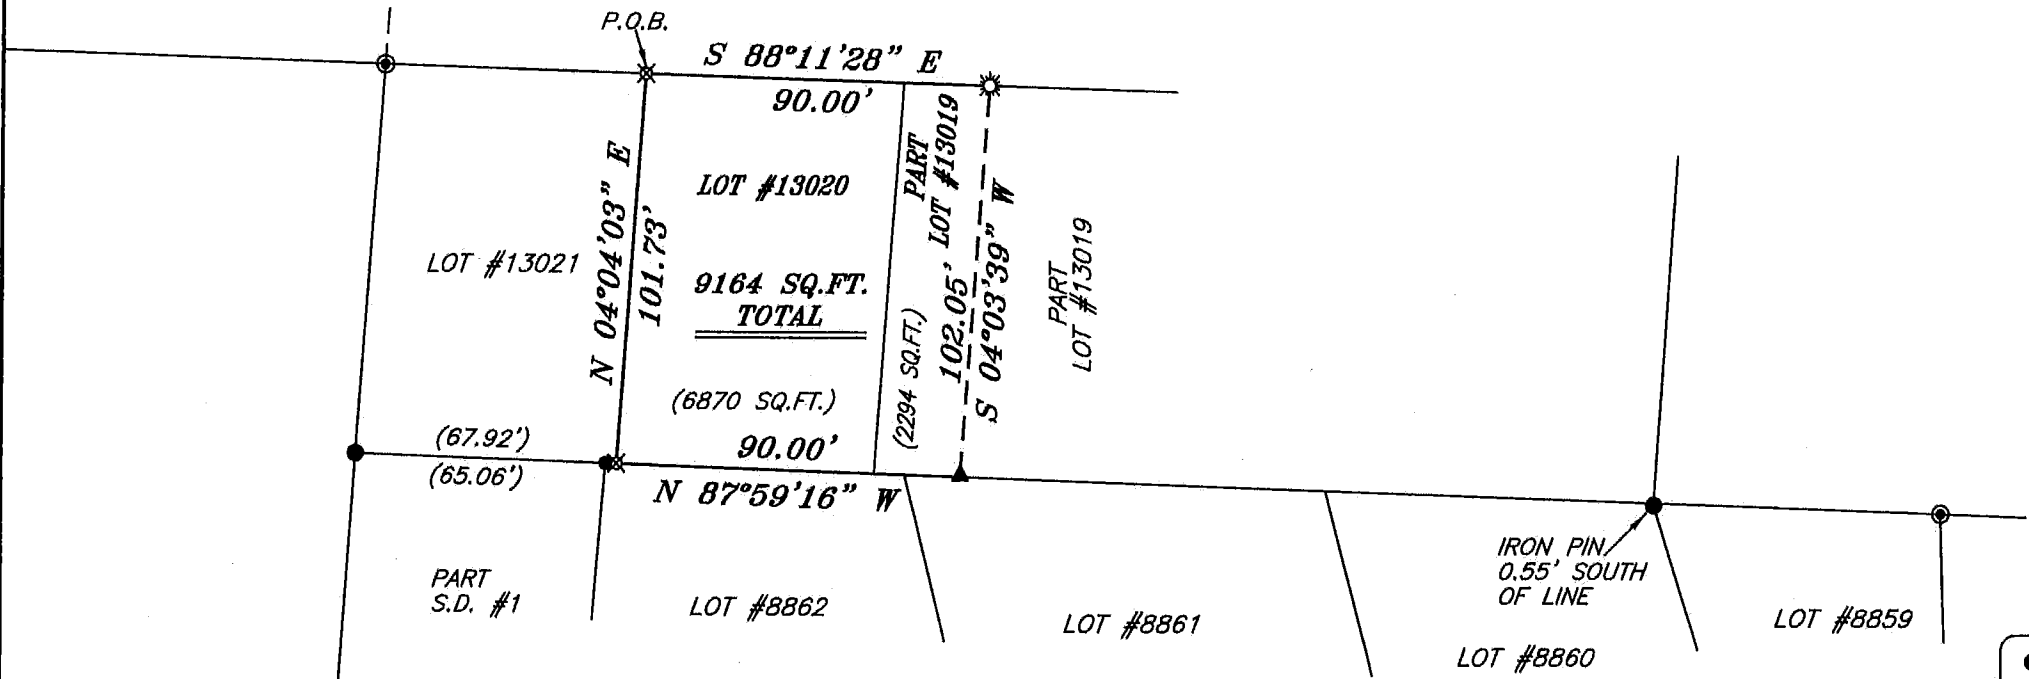 P.O.B.
S 88°11'28" E
90.00'
LOT #13020
9164 SQ.FT.
TOTAL
(6870 SQ.FT.)
90.00'
N 87°59'16" W
N 04°04'03" E
101.73'
LOT #13021
(67.92')
(65.06')
PART
LOT #13019
(2294 SQ.FT.)
102.05'
S 04°03'39" W
PART
LOT #13019
PART
S.D. #1
LOT #8862
LOT #8861
IRON PIN
0.55' SOUTH
OF LINE
LOT #8860
LOT #8859